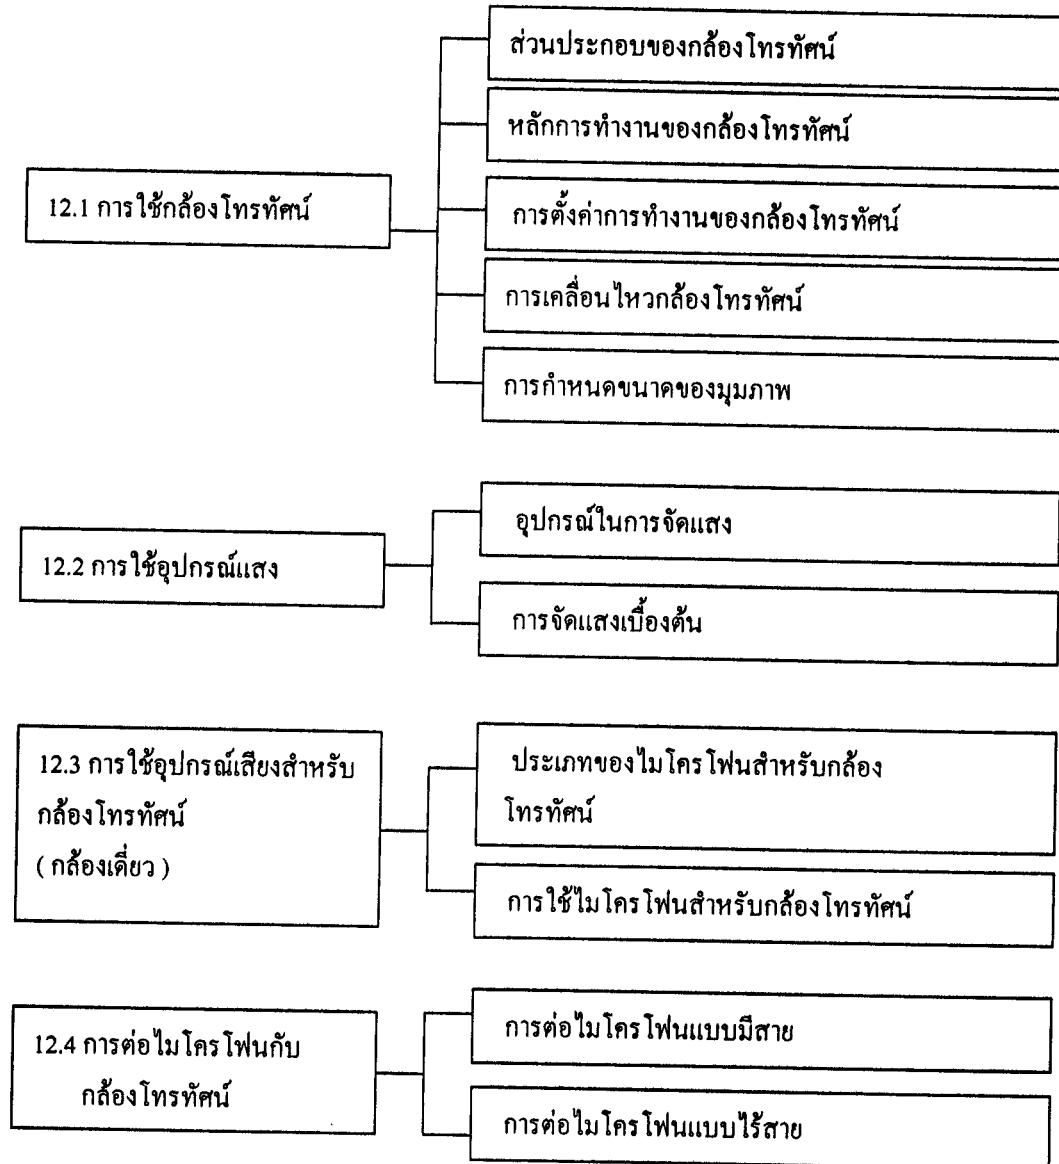 12.1 การใช้กล้องโทรทัศน์
ส่วนประกอบของกล้องโทรทัศน์
หลักการทำงานของกล้องโทรทัศน์
การตั้งค่าการทำงานของกล้องโทรทัศน์
การเคลื่อนไหวกล้องโทรทัศน์
การกำหนดขนาดของมุมภาพ
12.2 การใช้อุปกรณ์แสง
อุปกรณ์ในการจัดแสง
การจัดแสงเบื้องต้น
12.3 การใช้อุปกรณ์เสียงสำหรับ
กล้องโทรทัศน์
( กล้องเดี่ยว )
ประเภทของไมโครโฟนสำหรับกล้อง
โทรทัศน์
การใช้ไมโครโฟนสำหรับกล้องโทรทัศน์
12.4 การต่อไมโครโฟนกับ
กล้องโทรทัศน์
การต่อไมโครโฟนแบบมีสาย
การต่อไมโครโฟนแบบไร้สาย